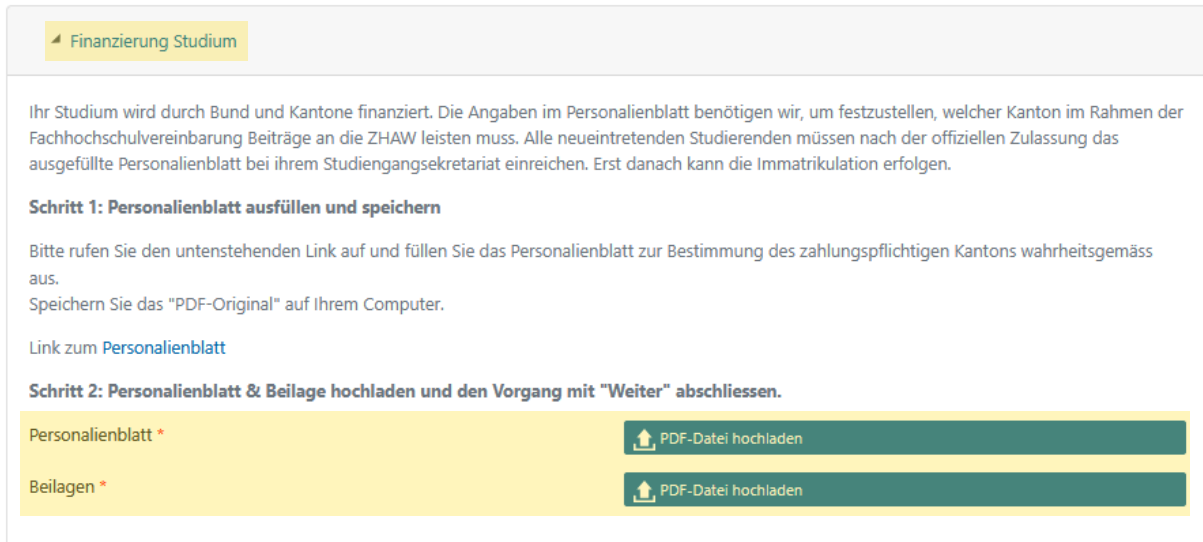 Finanzierung Studium
Ihr Studium wird durch Bund und Kantone finanziert. Die Angaben im Personalienblatt benötigen wir, um festzustellen, welcher Kanton im Rahmen der
Fachhochschulvereinbarung Beiträge an die ZHAW leisten muss. Alle neueintretenden Studierenden müssen nach der offiziellen Zulassung das
ausgefüllte Personalienblatt bei ihrem Studiengangsekretariat einreichen. Erst danach kann die Immatrikulation erfolgen.
Schritt 1: Personalienblatt ausfüllen und speichern
Bitte rufen Sie den untenstehenden Link auf und füllen Sie das Personalienblatt zur Bestimmung des zahlungspflichtigen Kantons wahrheitsgemäss
aus.
Speichern Sie das "PDF-Original" auf Ihrem Computer.
Link zum Personalienblatt
Schritt 2: Personalienblatt & Beilage hochladen und den Vorgang mit "Weiter" abschliessen.
Personalienblatt * PDF-Datei hochladen
Beilagen * PDF-Datei hochladen